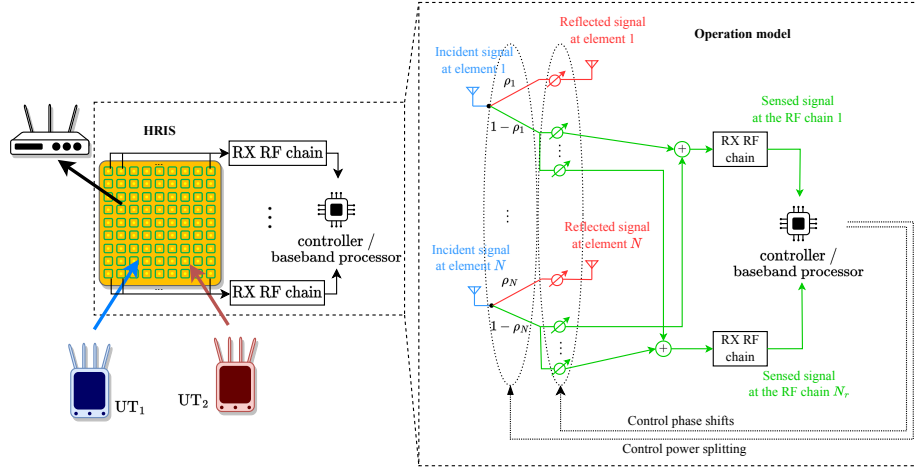 HRIS
...
RX RF chain
⋮
controller /
baseband processor
...
RX RF chain
UT₁
UT₂
Operation model
Reflected signal
at element 1
Incident signal
at element 1
ρ₁
1 − ρ₁
⋮
Sensed signal
at the RF chain 1
RX RF
chain
+
⋮
Reflected signal
at element N
Incident signal
at element N
ρ_N
1 − ρ_N
⋮
controller /
baseband processor
+
RX RF
chain
Sensed signal
at the RF chain N_r
Control phase shifts
Control power splitting